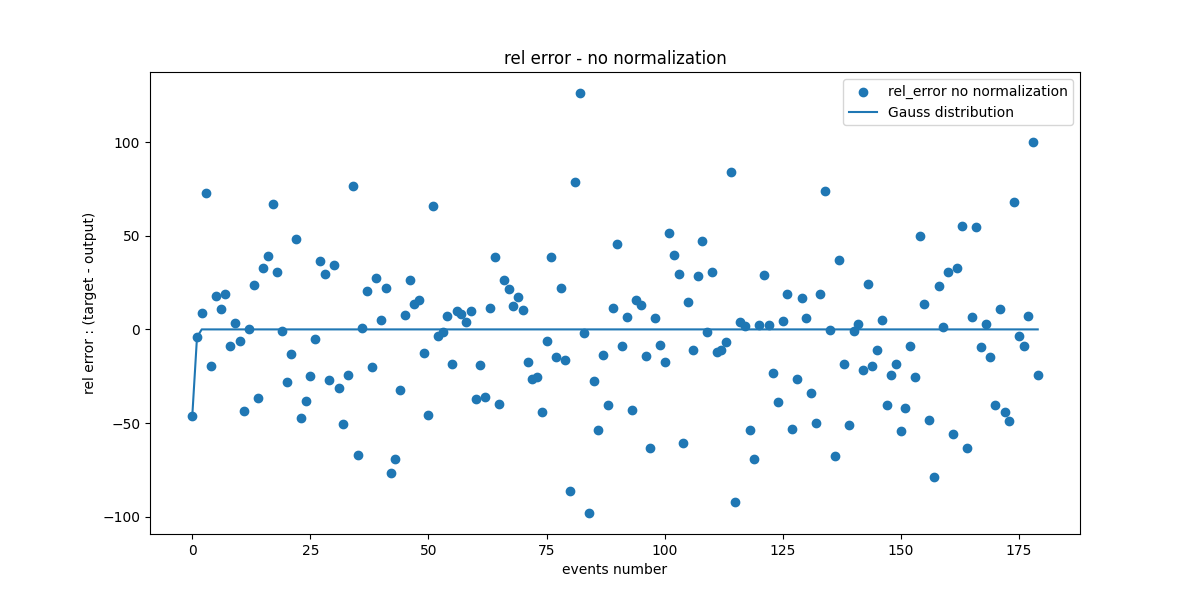 rel error - no normalization
rel_error no normalization
Gauss distribution
rel error : (target - output)
100
50
0
−50
−100
0 25 50 75 100 125 150 175
events number